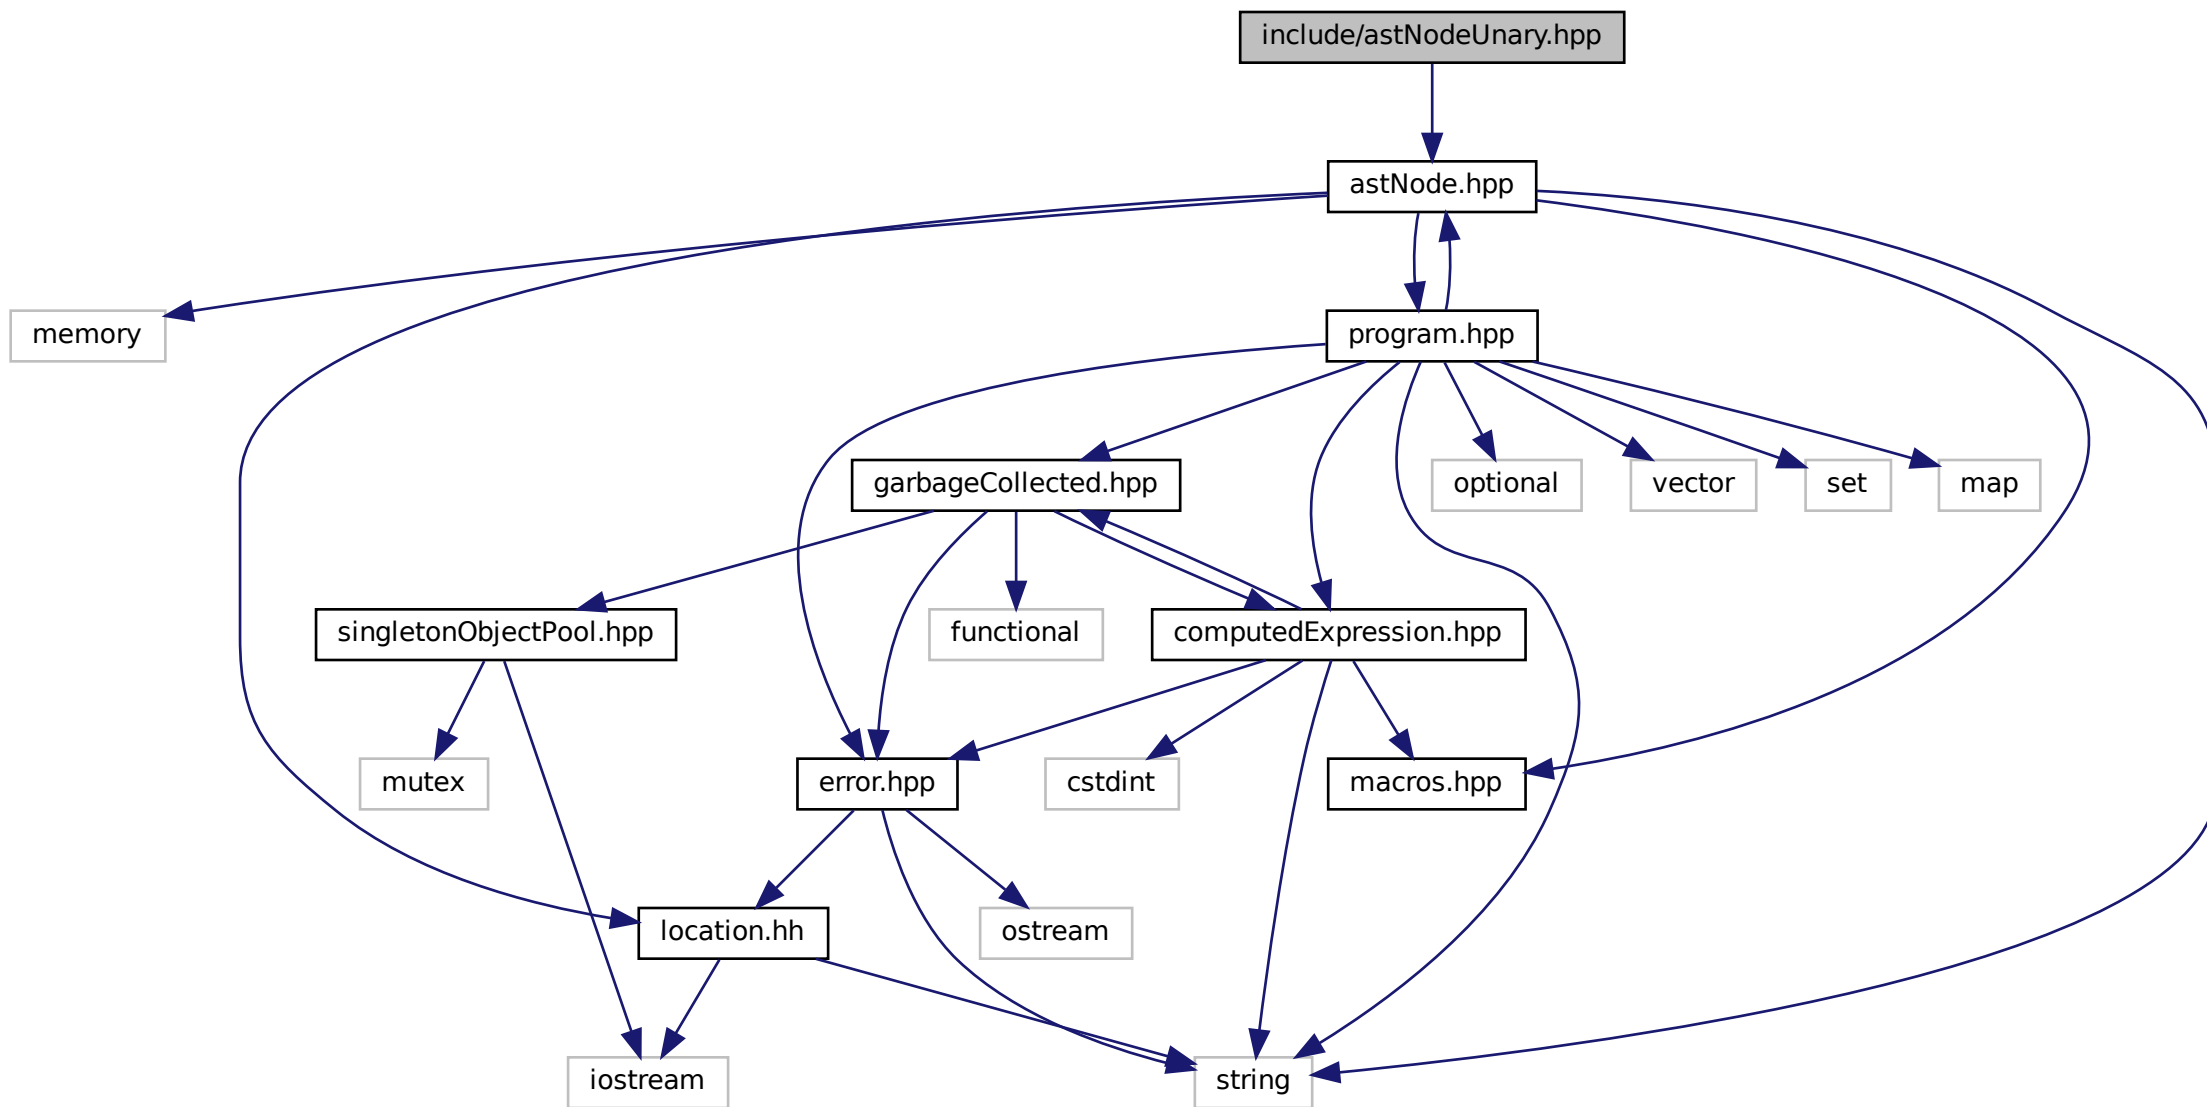 include/astNodeUnary.hpp
astNode.hpp
memory
program.hpp
garbageCollected.hpp
optional
vector
set
map
singletonObjectPool.hpp
functional
computedExpression.hpp
mutex
error.hpp
cstdint
macros.hpp
location.hh
ostream
iostream
string